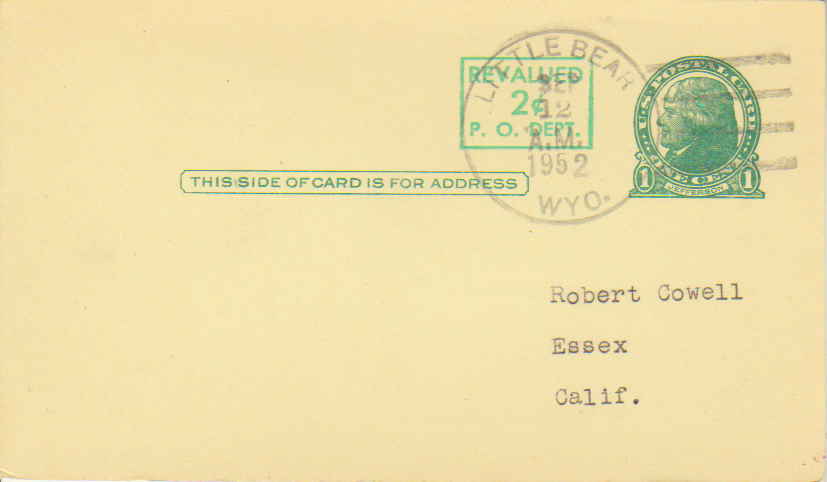 LITTLE BEAR
SEP
12
A.M.
1952
WYO.
REVALUED
2¢
P. O. DEPT.
U.S. POSTAL CARD
ONE CENT
1 JEFFERSON 1
THIS SIDE OF CARD IS FOR ADDRESS
Robert Cowell
Essex
Calif.